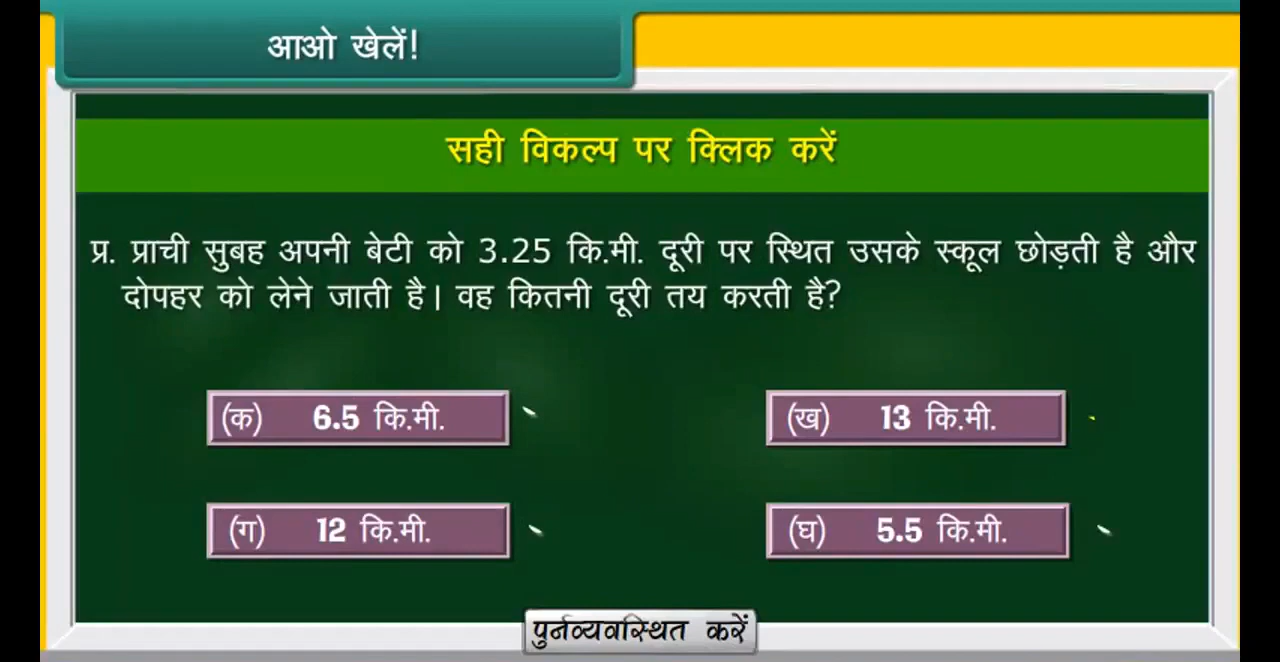 आओ खेलें!
सही विकल्प पर क्लिक करें
प्र. प्राची सुबह अपनी बेटी को 3.25 कि.मी. दूरी पर स्थित उसके स्कूल छोड़ती है और
दोपहर को लेने जाती है। वह कितनी दूरी तय करती है?
(क) 6.5 कि.मी.
(ख) 13 कि.मी.
(ग) 12 कि.मी.
(घ) 5.5 कि.मी.
पुर्नव्यवस्थित करें